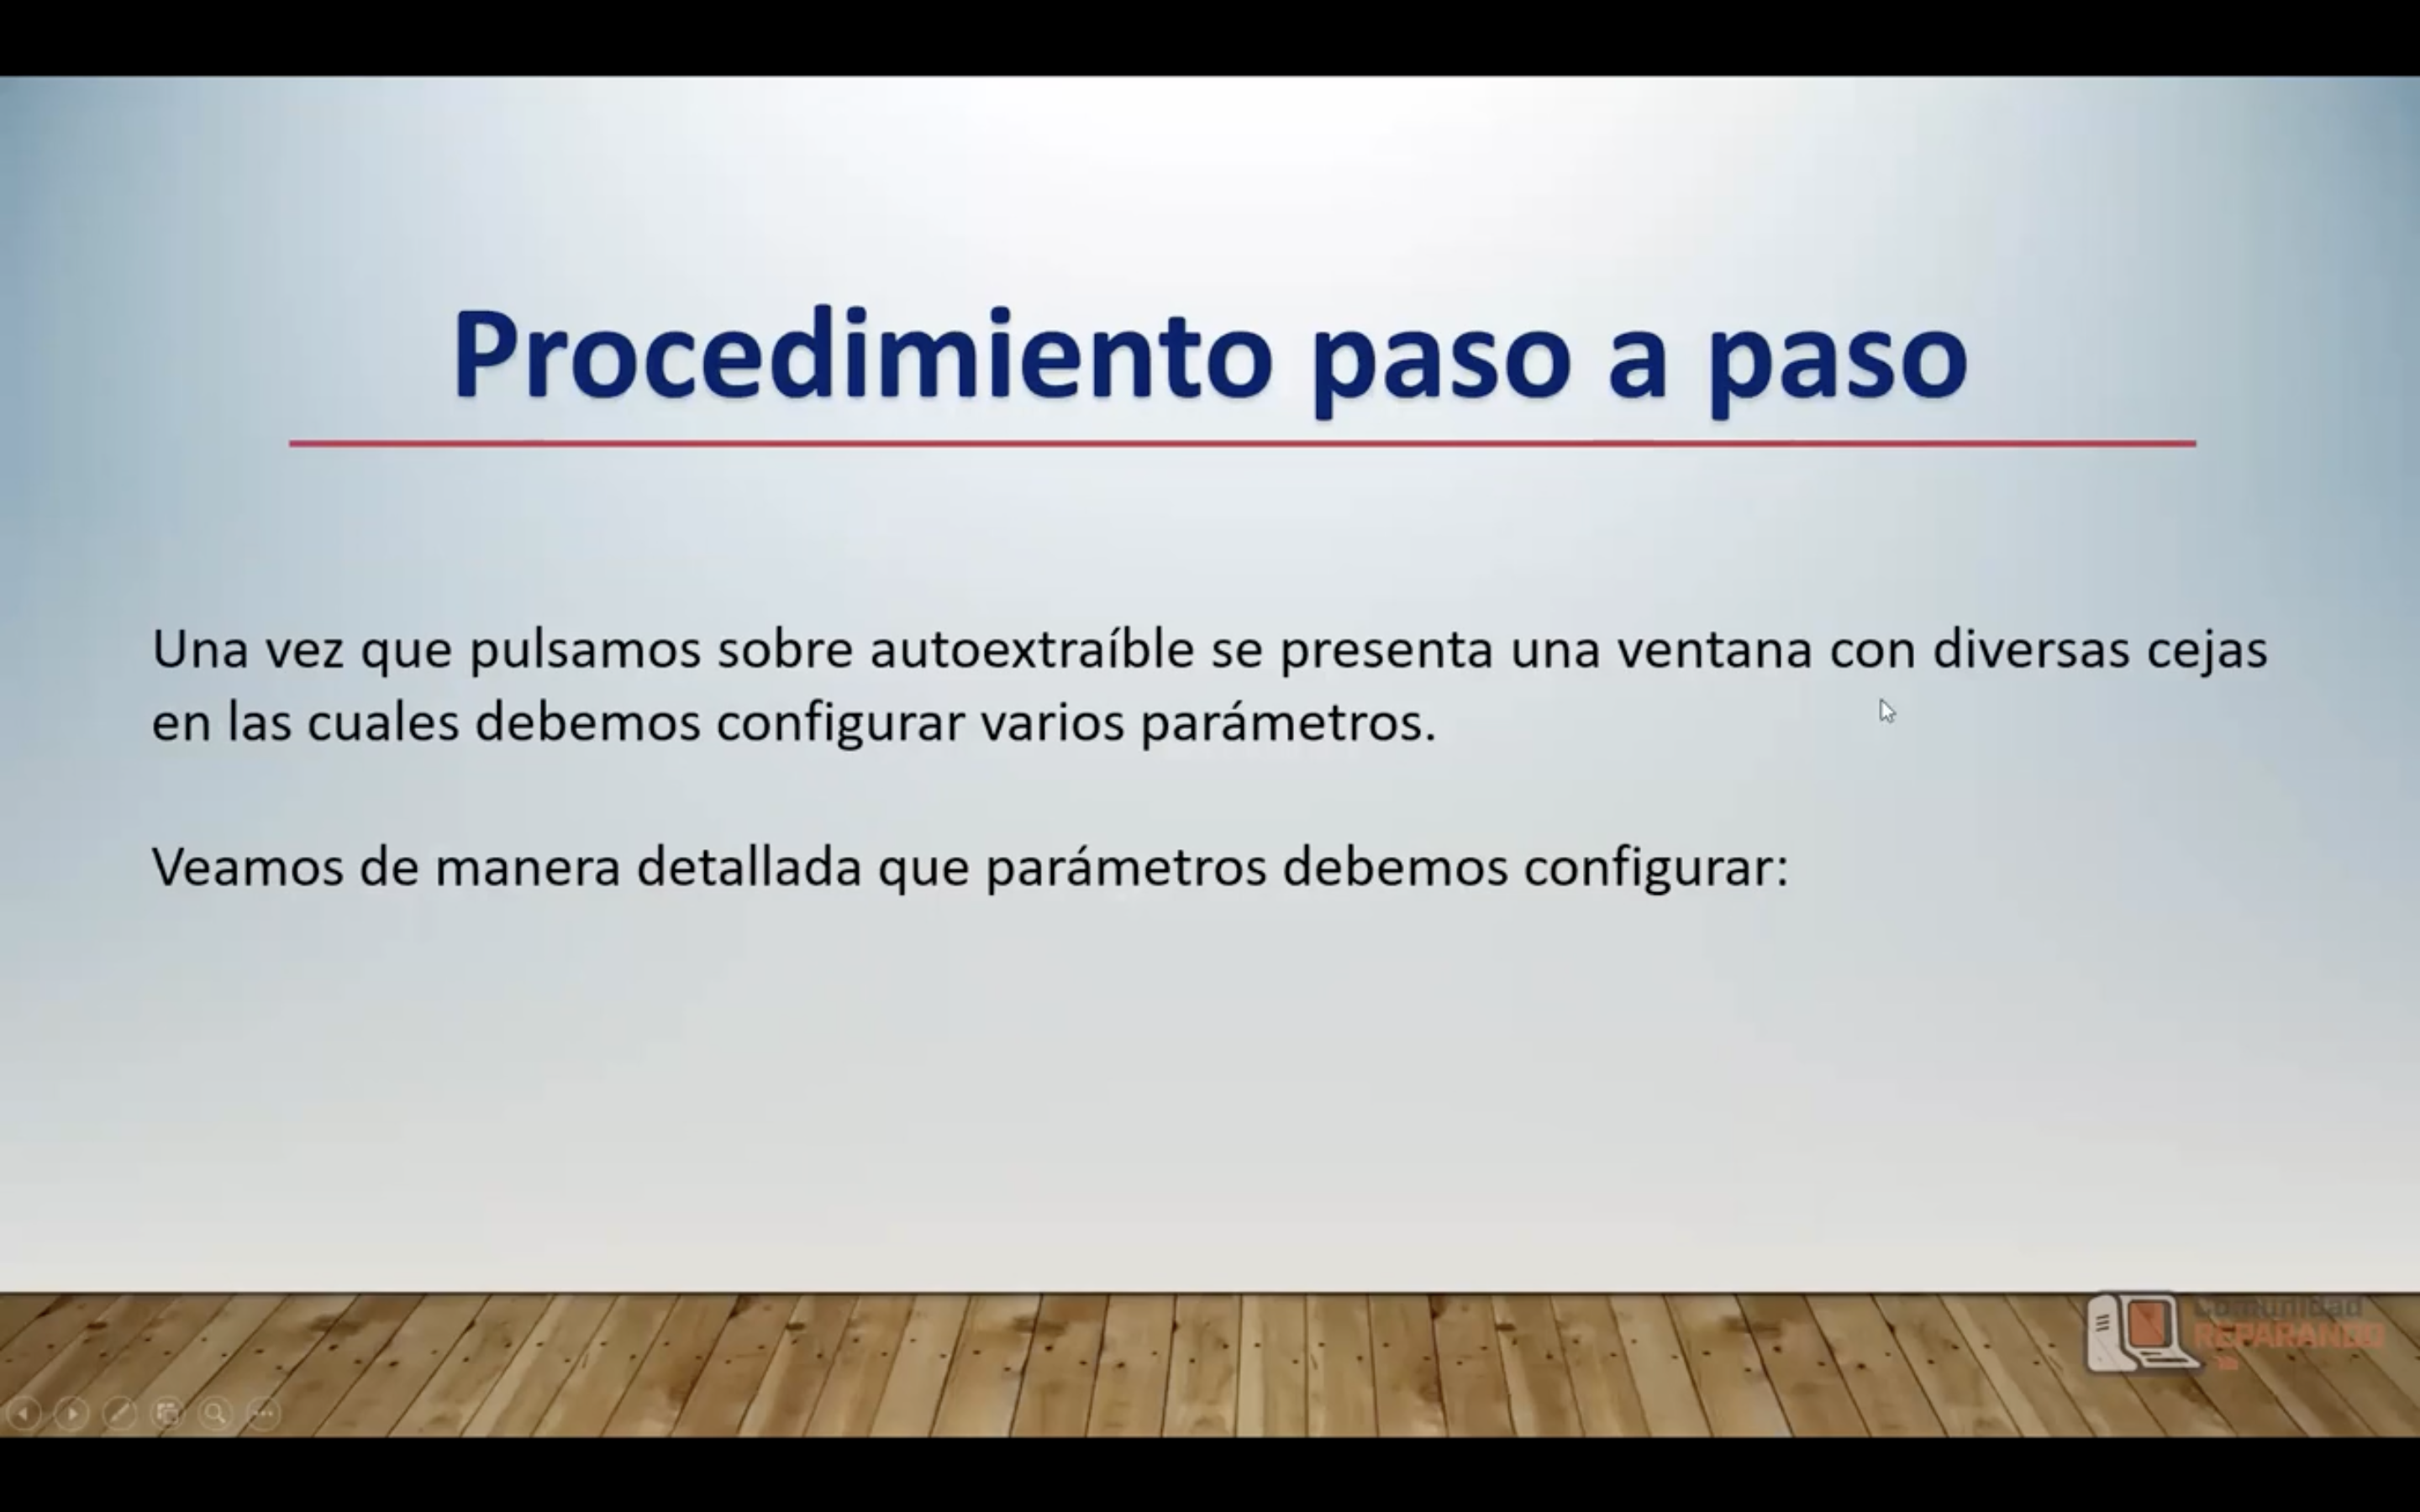 Procedimiento paso a paso
Una vez que pulsamos sobre autoextraíble se presenta una ventana con diversas cejas
en las cuales debemos configurar varios parámetros.
Veamos de manera detallada que parámetros debemos configurar:
Comunidad
REPARANDO